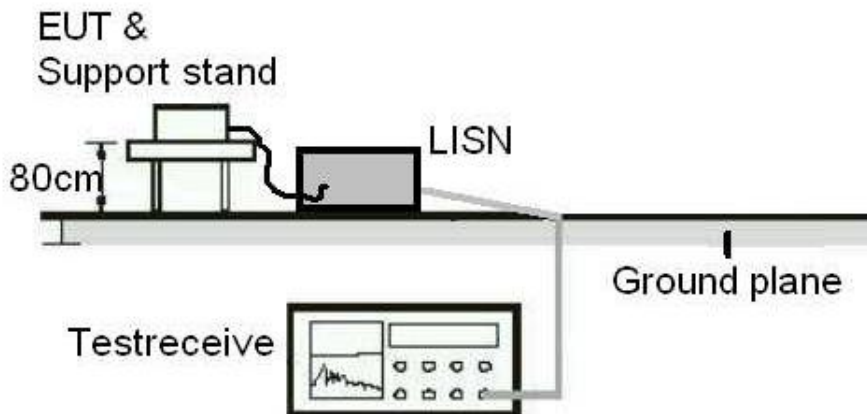 EUT &
Support stand
LISN
80cm
Ground plane
Testreceive